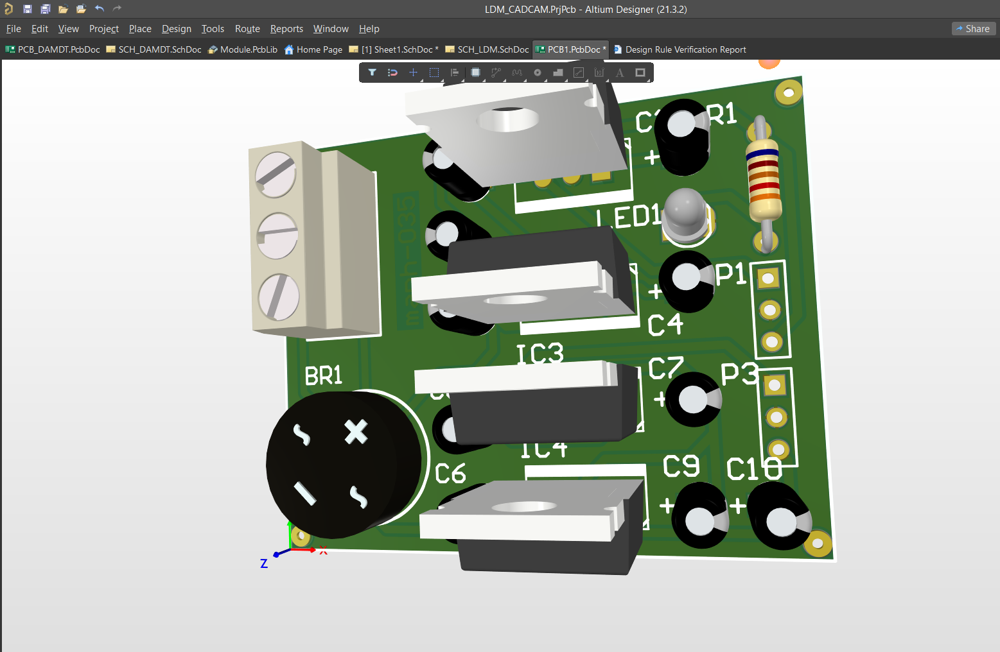 LDM_CADCAM.PrjPcb - Altium Designer (21.3.2)
File Edit View Project Place Design Tools Route Reports Window Help Share
PCB_DAMDT.PcbDoc SCH_DAMDT.SchDoc Module.PcbLib Home Page [1] Sheet1.SchDoc * SCH_LDM.SchDoc PCB1.PcbDoc * Design Rule Verification Report
A
R1
+
LED1
P1
+
C4
IC3
C7
P3
BR1
+
IC4
C6
C9
C10
+
+
X
Z